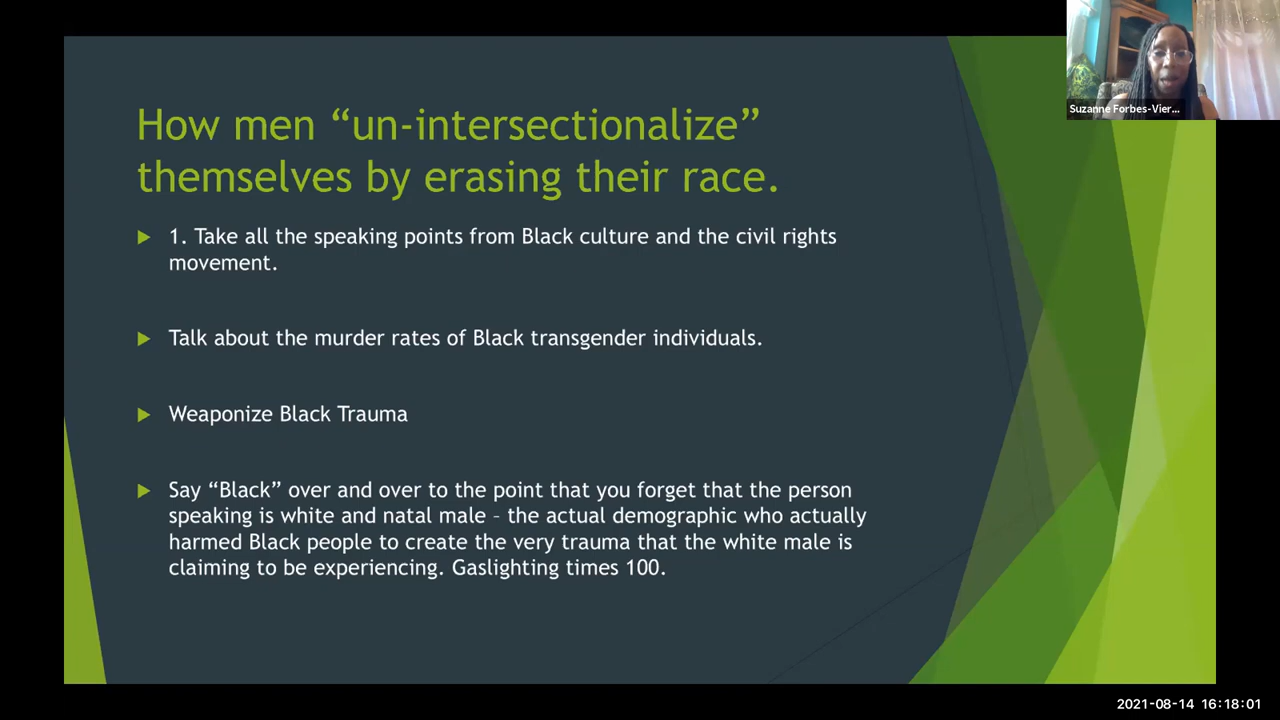 Suzanne Forbes-Vier...
How men “un-intersectionalize”
themselves by erasing their race.
1. Take all the speaking points from Black culture and the civil rights
movement.
Talk about the murder rates of Black transgender individuals.
Weaponize Black Trauma
Say “Black” over and over to the point that you forget that the person
speaking is white and natal male – the actual demographic who actually
harmed Black people to create the very trauma that the white male is
claiming to be experiencing. Gaslighting times 100.
2021-08-14 16:18:01